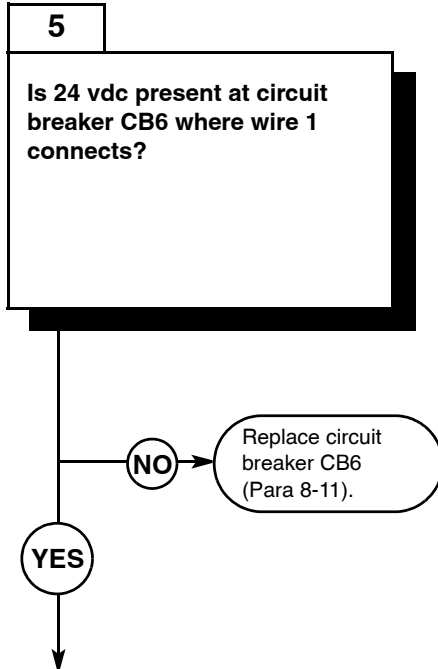 5
Is 24 vdc present at circuit
breaker CB6 where wire 1
connects?
NO
Replace circuit
breaker CB6
(Para 8-11).
YES